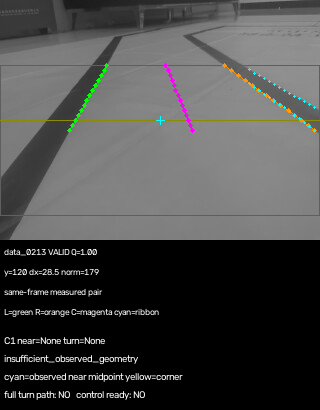 data_0213 VALID Q=1.00
y=120 dx=28.5 norm=179
same-frame measured pair
L=green R=orange C=magenta cyan=ribbon
C1 near=None turn=None
insufficient_observed_geometry
cyan=observed near midpoint yellow=corner
full turn path: NO control ready: NO